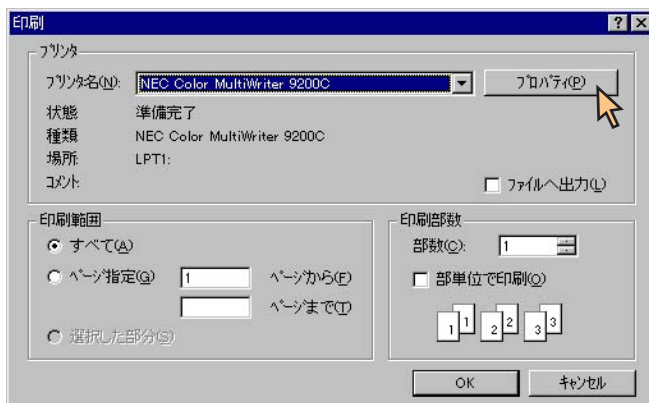 印刷
プリンタ
プリンタ名(N): NEC Color MultiWriter 9200C プロパティ(P)
状態 準備完了
種類 NEC Color MultiWriter 9200C
場所 LPT1:
コメント ファイルへ出力(L)
印刷範囲
すべて(A)
ページ指定(G) 1 ページから(F)
ページまで(T)
選択した部分(S)
印刷部数
部数(C): 1
部単位で印刷(O)
1 1 2 2 3 3
OK キャンセル